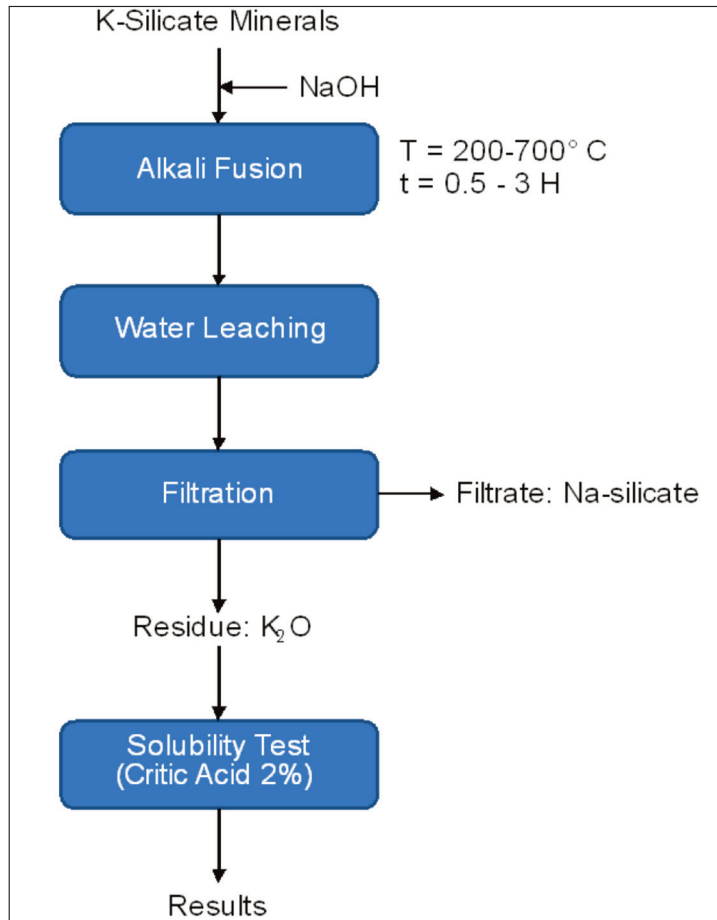 K-Silicate Minerals
NaOH
Alkali Fusion
T = 200-700° C
t = 0.5 - 3 H
Water Leaching
Filtration
Filtrate: Na-silicate
Residue: K₂O
Solubility Test
(Critic Acid 2%)
Results